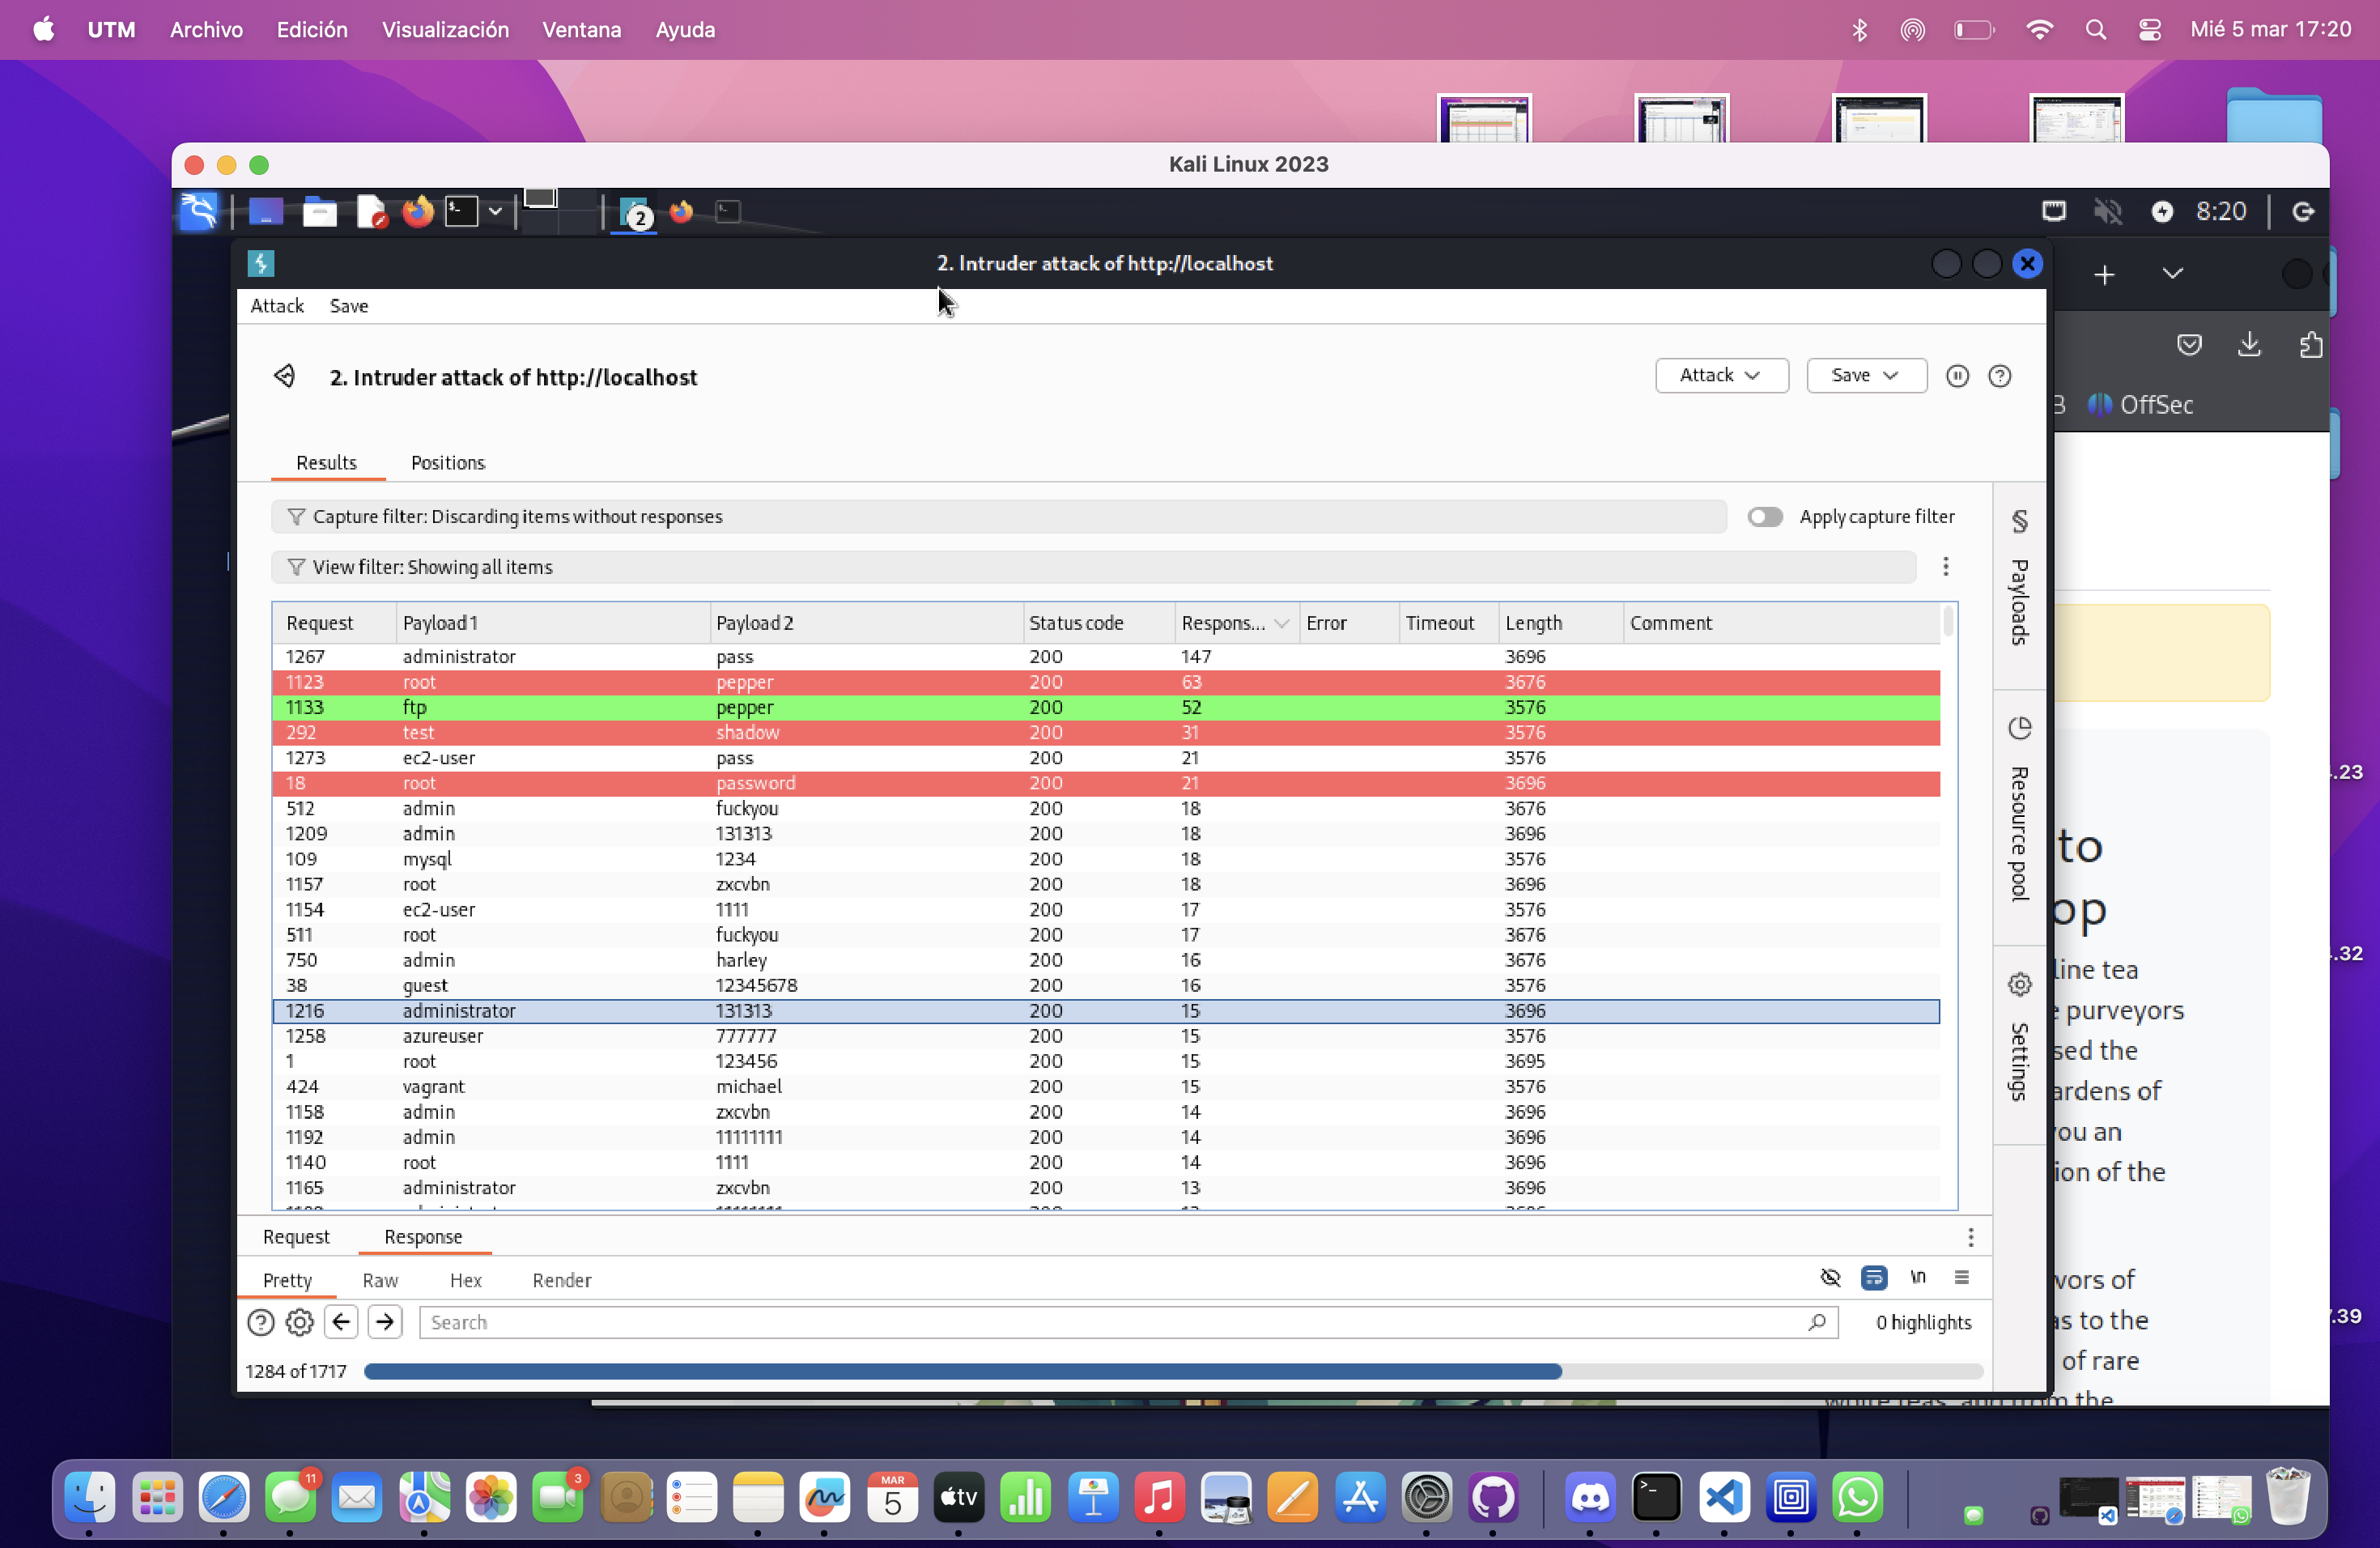 UTM Archivo Edición Visualización Ventana Ayuda Mié 5 mar 17:20
Kali Linux 2023
2 8:20
2. Intruder attack of http://localhost
Attack Save
2. Intruder attack of http://localhost Attack Save
OffSec
Results Positions
Capture filter: Discarding items without responses Apply capture filter
View filter: Showing all items
Request Payload 1 Payload 2 Status code Respons... Error Timeout Length Comment
1267 administrator pass 200 147 3696
1123 root pepper 200 63 3676
1133 ftp pepper 200 52 3576
292 test shadow 200 31 3576
1273 ec2-user pass 200 21 3576
18 root password 200 21 3696
512 admin fuckyou 200 18 3676
1209 admin 131313 200 18 3696
109 mysql 1234 200 18 3576
1157 root zxcvbn 200 18 3696
1154 ec2-user 1111 200 17 3576
511 root fuckyou 200 17 3676
750 admin harley 200 16 3676
38 guest 12345678 200 16 3576
1216 administrator 131313 200 15 3696
1258 azureuser 777777 200 15 3576
1 root 123456 200 15 3695
424 vagrant michael 200 15 3576
1158 admin zxcvbn 200 14 3696
1192 admin 11111111 200 14 3696
1140 root 1111 200 14 3696
1165 administrator zxcvbn 200 13 3696
Payloads
Resource pool
Settings
to
op
line tea
purveyors
sed the
ardens of
you an
ion of the
vors of
as to the
of rare
.23
.32
.39
Request Response
Pretty Raw Hex Render \n
Search 0 highlights
1284 of 1717
11 3 MAR 5 tv